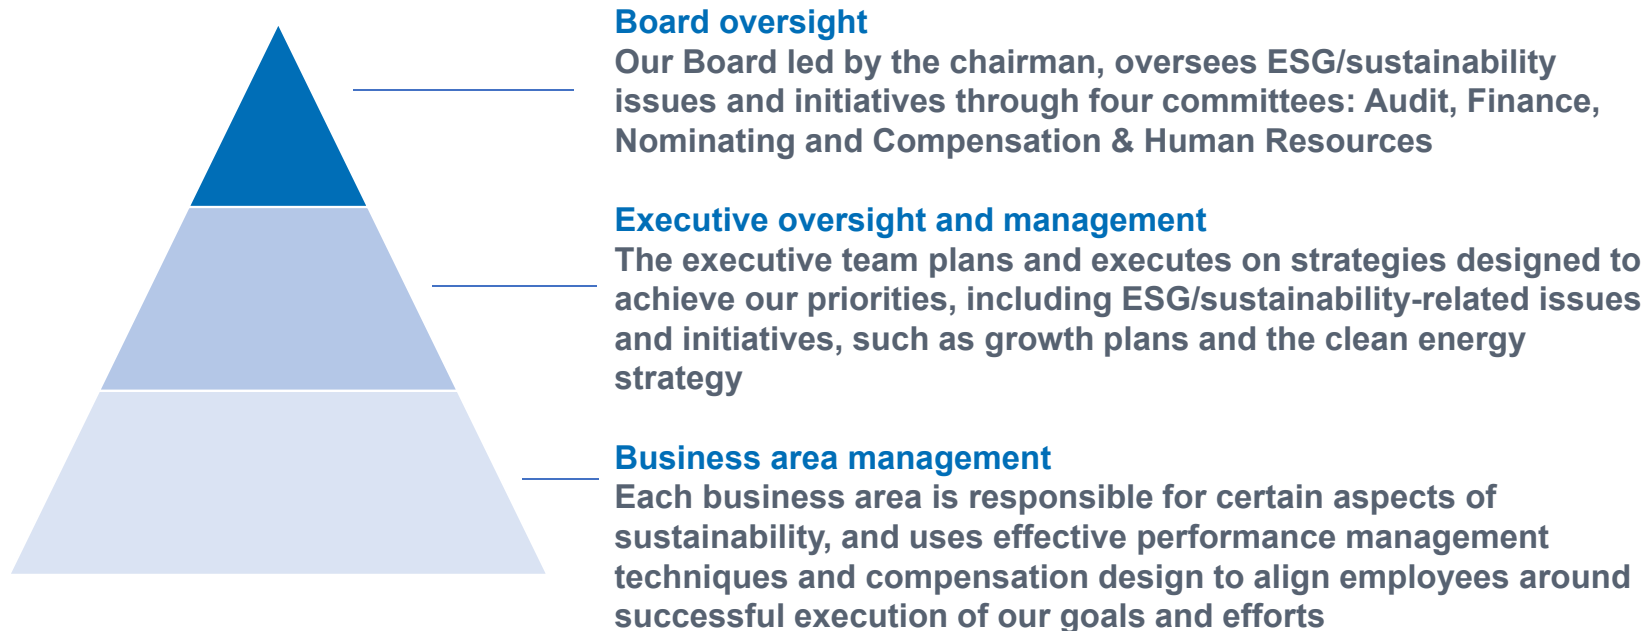 Board oversight
Our Board led by the chairman, oversees ESG/sustainability
issues and initiatives through four committees: Audit, Finance,
Nominating and Compensation & Human Resources
Executive oversight and management
The executive team plans and executes on strategies designed to
achieve our priorities, including ESG/sustainability-related issues
and initiatives, such as growth plans and the clean energy
strategy
Business area management
Each business area is responsible for certain aspects of
sustainability, and uses effective performance management
techniques and compensation design to align employees around
successful execution of our goals and efforts